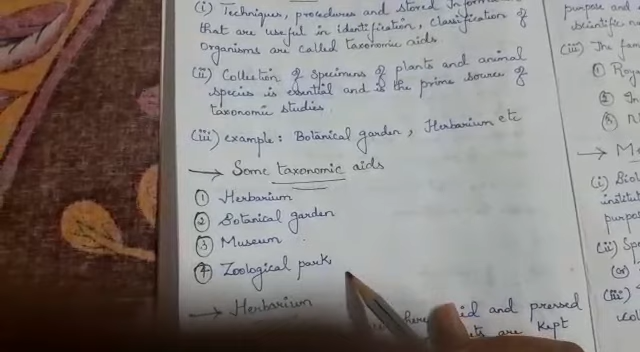 (i) Techniques, procedures and stored
that are useful in identification, classification of
Organisms are called taxonomic aids.
(ii) Collection of specimens of plants and animal
species is essential and is the prime source of
taxonomic studies.
(iii) example: Botanical garden, Herbarium etc
→ Some taxonomic aids
① Herbarium
② Botanical garden
③ Museum
④ Zoological park
→ Herbarium
and pressed
are kept
purpose and
(iii) The
①
②
③
→
(i)
(ii)
(iii)